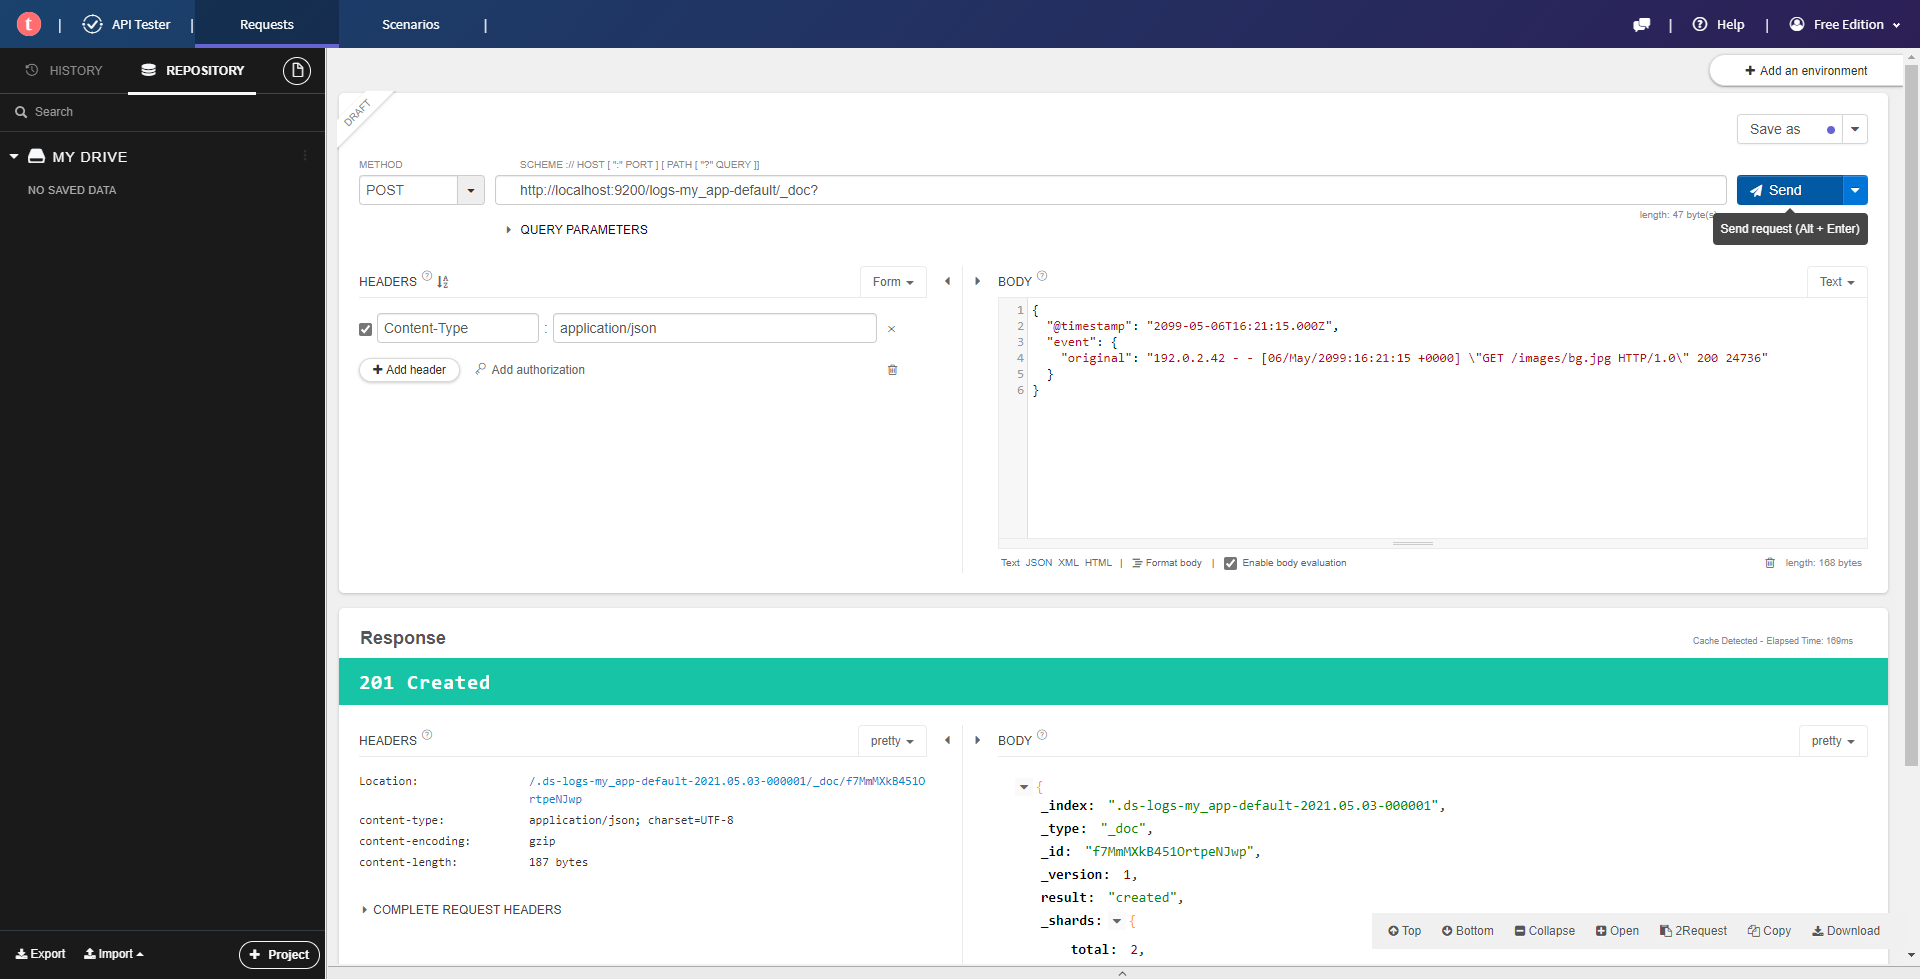 t | API Tester | Requests Scenarios | | Help | Free Edition
HISTORY REPOSITORY
Add an environment
Search
DRAFT
Save as
MY DRIVE
NO SAVED DATA
METHOD SCHEME :// HOST [ ":" PORT ] [ PATH [ "?" QUERY ]]
POST http://localhost:9200/logs-my_app-default/_doc? Send
length: 47 byte(s)
Send request (Alt + Enter)
QUERY PARAMETERS
HEADERS ? Form
BODY ? Text
Content-Type : application/json ×
Add header Add authorization
1 {
2 "@timestamp": "2099-05-06T16:21:15.000Z",
3 "event": {
4 "original": "192.0.2.42 - - [06/May/2099:16:21:15 +0000] \"GET /images/bg.jpg HTTP/1.0\" 200 24736"
5 }
6 }
Text JSON XML HTML | Format body | Enable body evaluation length: 168 bytes
Response
Cache Detected - Elapsed Time: 169ms
201 Created
HEADERS ? pretty
Location: /.ds-logs-my_app-default-2021.05.03-000001/_doc/f7MmMXkB451O
rtpeNJwp
content-type: application/json; charset=UTF-8
content-encoding: gzip
content-length: 187 bytes
COMPLETE REQUEST HEADERS
BODY ? pretty
{
_index: ".ds-logs-my_app-default-2021.05.03-000001",
_type: "_doc",
_id: "f7MmMXkB451OrtpeNJwp",
_version: 1,
result: "created",
_shards: {
total: 2,
Top Bottom Collapse Open 2Request Copy Download
Export Import + Project